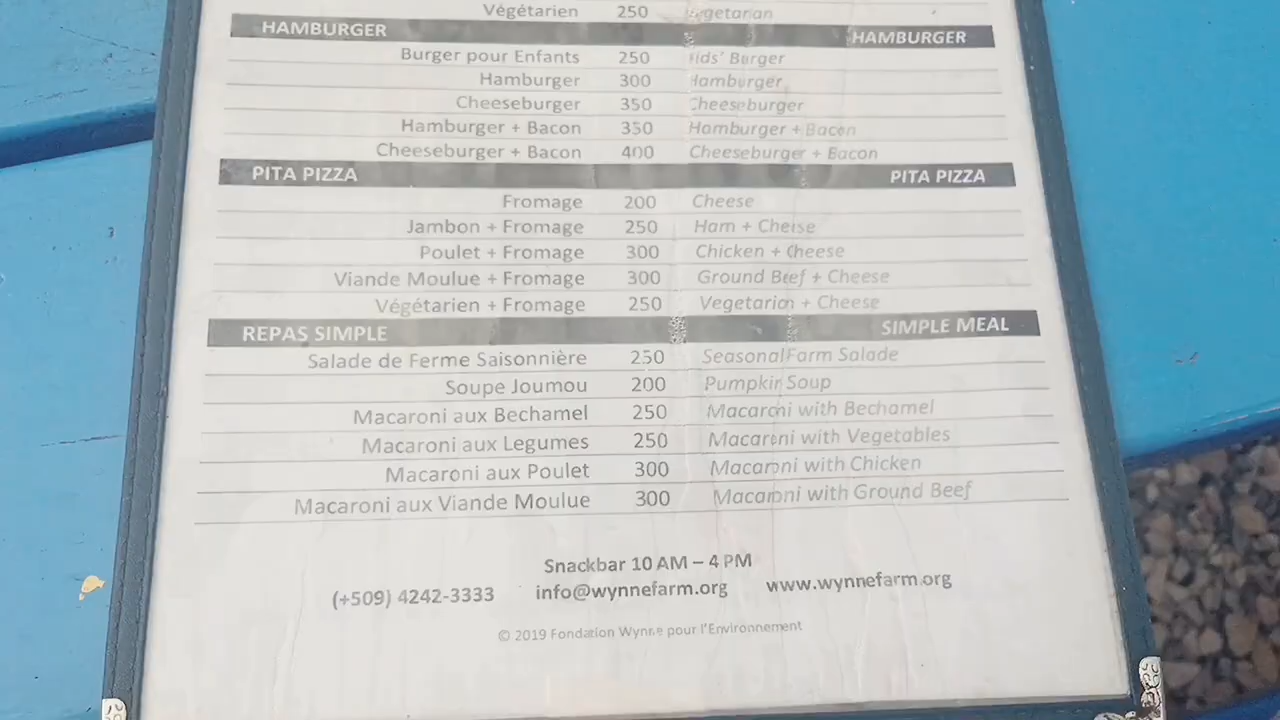 Végétarien 250 Vegetarian
HAMBURGER HAMBURGER
Burger pour Enfants 250 Kids' Burger
Hamburger 300 Hamburger
Cheeseburger 350 Cheeseburger
Hamburger + Bacon 350 Hamburger + Bacon
Cheeseburger + Bacon 400 Cheeseburger + Bacon
PITA PIZZA PITA PIZZA
Fromage 200 Cheese
Jambon + Fromage 250 Ham + Cheese
Poulet + Fromage 300 Chicken + Cheese
Viande Moulue + Fromage 300 Ground Beef + Cheese
Végétarien + Fromage 250 Vegetarian + Cheese
REPAS SIMPLE SIMPLE MEAL
Salade de Ferme Saisonnière 250 Seasonal Farm Salade
Soupe Joumou 200 Pumpkin Soup
Macaroni aux Bechamel 250 Macaroni with Bechamel
Macaroni aux Legumes 250 Macaroni with Vegetables
Macaroni aux Poulet 300 Macaroni with Chicken
Macaroni aux Viande Moulue 300 Macaroni with Ground Beef
Snackbar 10 AM – 4 PM
(+509) 4242-3333 info@wynnefarm.org www.wynnefarm.org
© 2019 Fondation Wynne pour l'Environnement